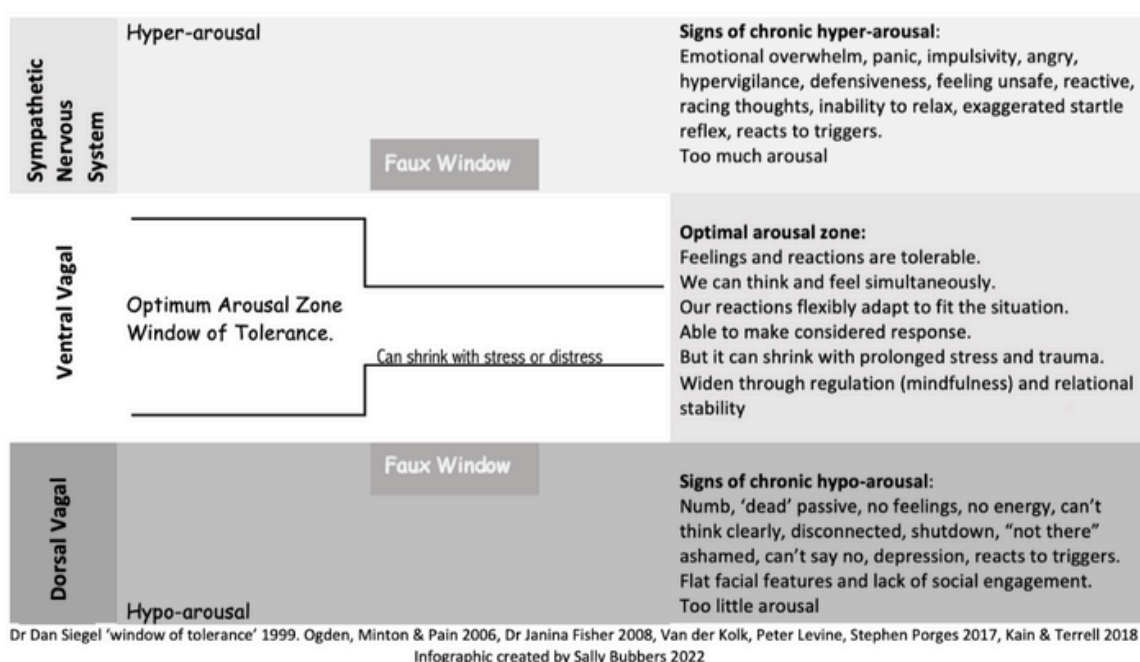 Sympathetic
Nervous
System
Hyper-arousal
Faux Window
Signs of chronic hyper-arousal:
Emotional overwhelm, panic, impulsivity, angry,
hypervigilance, defensiveness, feeling unsafe, reactive,
racing thoughts, inability to relax, exaggerated startle
reflex, reacts to triggers.
Too much arousal
Ventral Vagal
Optimum Arousal Zone
Window of Tolerance.
Can shrink with stress or distress
Optimal arousal zone:
Feelings and reactions are tolerable.
We can think and feel simultaneously.
Our reactions flexibly adapt to fit the situation.
Able to make considered response.
But it can shrink with prolonged stress and trauma.
Widen through regulation (mindfulness) and relational
stability
Dorsal Vagal
Faux Window
Hypo-arousal
Signs of chronic hypo-arousal:
Numb, ‘dead’ passive, no feelings, no energy, can’t
think clearly, disconnected, shutdown, “not there”
ashamed, can’t say no, depression, reacts to triggers.
Flat facial features and lack of social engagement.
Too little arousal
Dr Dan Siegel ‘window of tolerance’ 1999. Ogden, Minton & Pain 2006, Dr Janina Fisher 2008, Van der Kolk, Peter Levine, Stephen Porges 2017, Kain & Terrell 2018
Infographic created by Sally Bubbers 2022